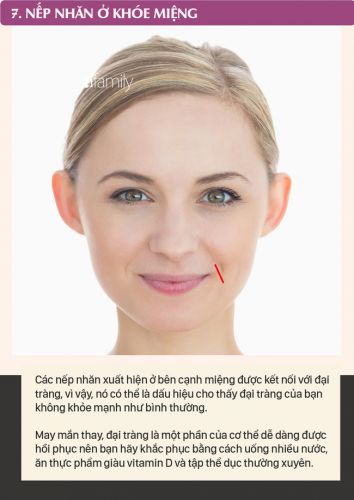 7. NẾP NHĂN Ở KHÓE MIỆNG
family
Các nếp nhăn xuất hiện ở bên cạnh miệng được kết nối với đại
tràng, vì vậy, nó có thể là dấu hiệu cho thấy đại tràng của bạn
không khỏe mạnh như bình thường.
May mắn thay, đại tràng là một phần của cơ thể dễ dàng được
hồi phục nên bạn hãy khắc phục bằng cách uống nhiều nước,
ăn thực phẩm giàu vitamin D và tập thể dục thường xuyên.